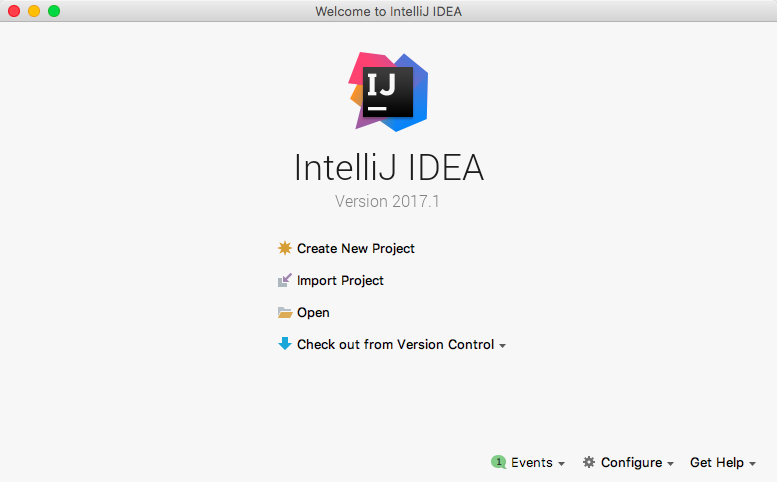 Welcome to IntelliJ IDEA
IJ
IntelliJ IDEA
Version 2017.1
Create New Project
Import Project
Open
Check out from Version Control
1 Events Configure Get Help